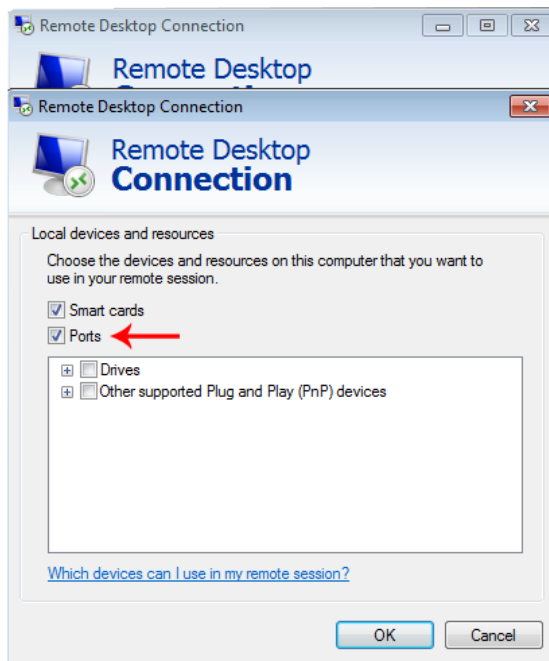 Remote Desktop Connection
Remote Desktop
Remote Desktop Connection
Remote Desktop
Connection
Local devices and resources
Choose the devices and resources on this computer that you want to
use in your remote session.
Smart cards
Ports
Drives
Other supported Plug and Play (PnP) devices
Which devices can I use in my remote session?
OK Cancel